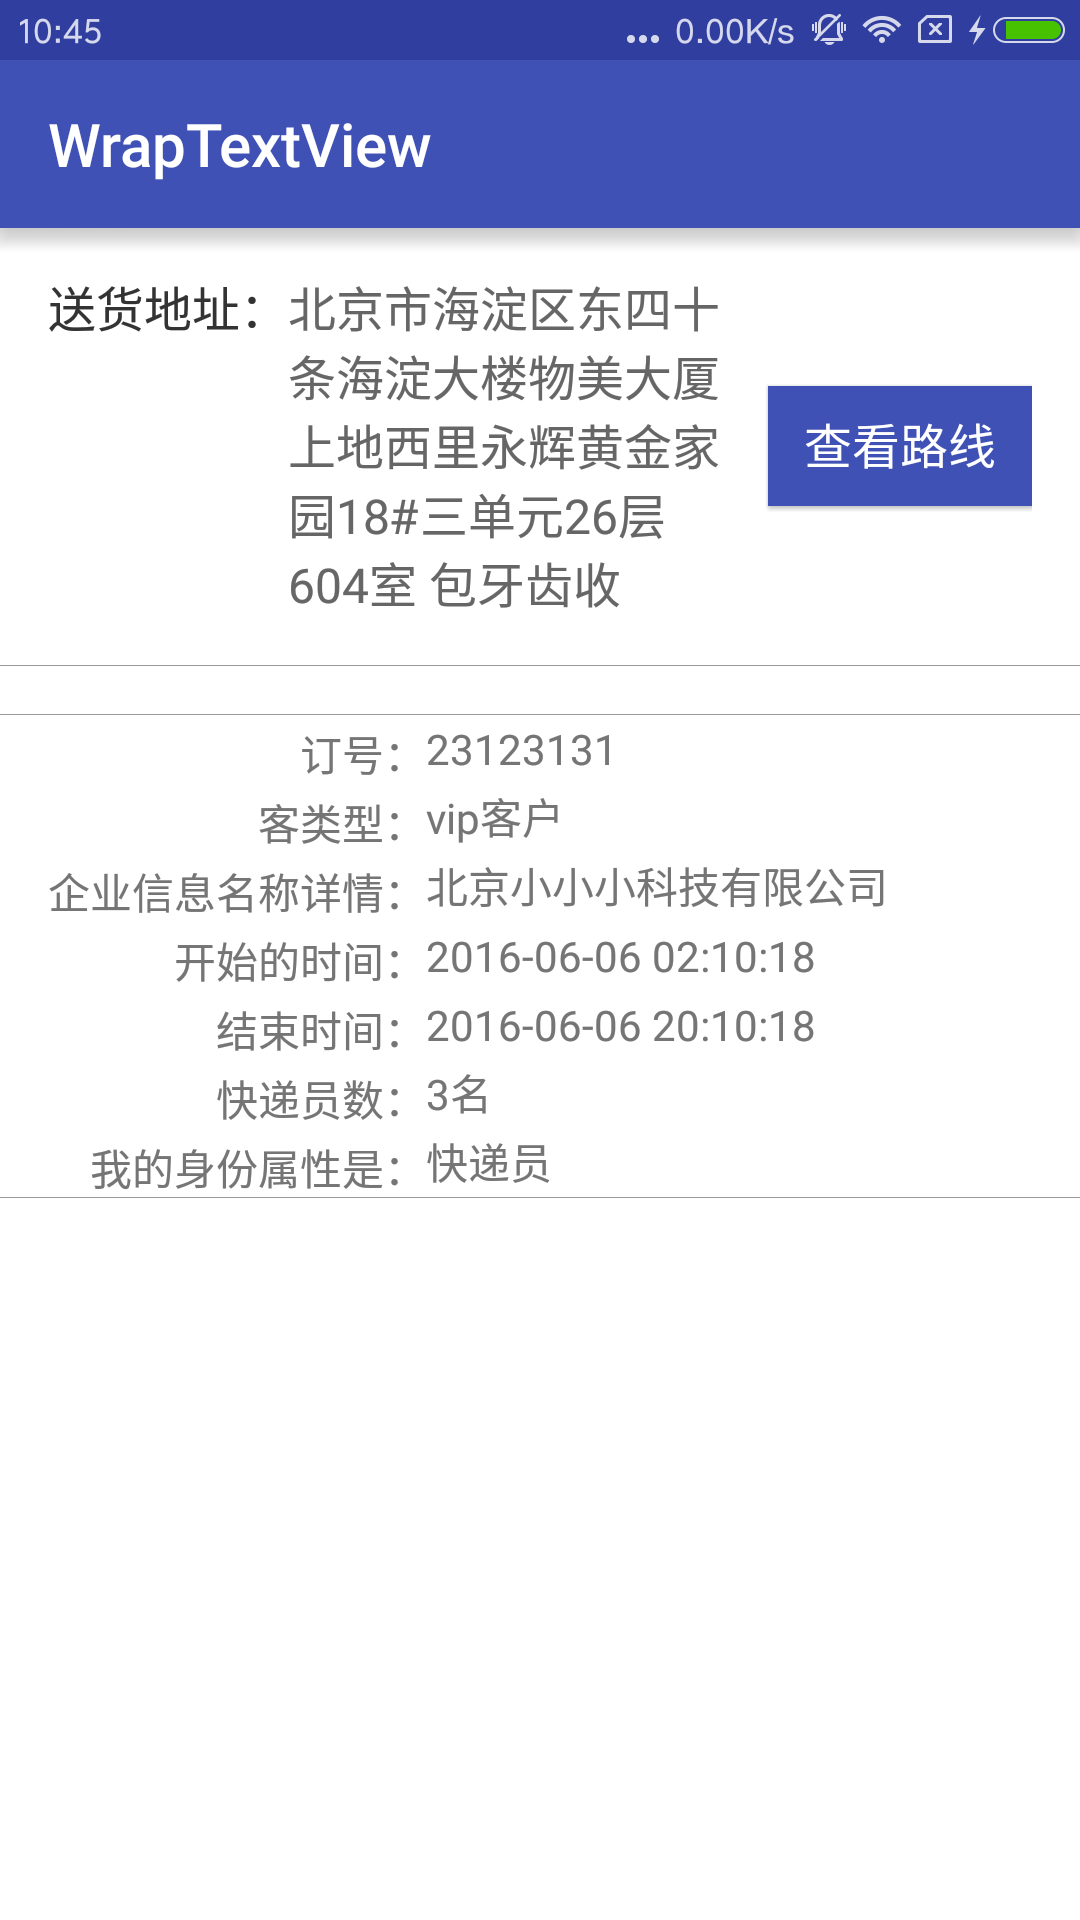 10:45 ... 0.00K/s
WrapTextView
送货地址：北京市海淀区东四十
条海淀大楼物美大厦
上地西里永辉黄金家
园18#三单元26层
604室 包牙齿收
查看路线
订号：23123131
客类型：vip客户
企业信息名称详情：北京小小小科技有限公司
开始的时间：2016-06-06 02:10:18
结束时间：2016-06-06 20:10:18
快递员数：3名
我的身份属性是：快递员